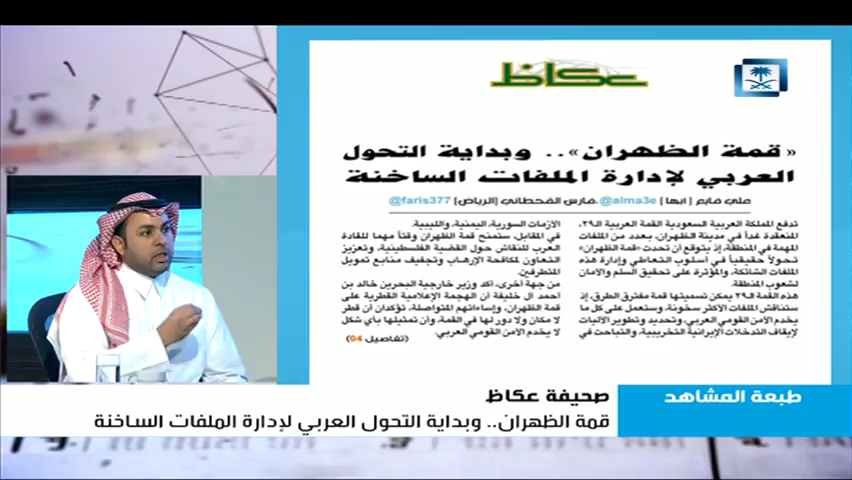 عكاظ
«قمة الظهران».. وبداية التحول
العربي لإدارة الملفات الساخنة
علي فايع [أبها] @alma3e، فارس القحطاني [الرياض] @faris377
تدفع المملكة العربية السعودية القمة العربية الـ٢٩،
المنعقدة غداً في مدينة الظهران، بعدد من الملفات
المهمة في المنطقة، إذ يتوقع أن تحدث «قمة الظهران»
تحولاً حقيقياً في أسلوب التعاطي وإدارة هذه
الملفات الشائكة، والمؤثرة على تحقيق السلم والأمان
لشعوب المنطقة.
هذه القمة الـ٢٩ يمكن تسميتها قمة مفترق الطرق، إذ
ستناقش الملفات الأكثر سخونة، وستعمل على كل ما
يخدم الأمن القومي العربي، وتحديد وتطوير الآليات
لإيقاف التدخلات الإيرانية التخريبية، والتباحث في
الأزمات السورية، اليمنية، والليبية.
في المقابل، ستمنح قمة الظهران وقتاً مهما للقادة
العرب للنقاش حول القضية الفلسطينية، وتعزيز
التعاون لمكافحة الإرهاب وتجفيف منابع تمويل
المتطرفين.
من جهة أخرى، أكد وزير خارجية البحرين خالد بن
أحمد آل خليفة أن الهجمة الإعلامية القطرية على
قمة الظهران، وإساءاتهم المتواصلة، تؤكدان أن قطر
لا مكان ولا دور لها في القمة، وأن تمثيلها بأي شكل
لا يخدم الأمن القومي العربي.
(تفاصيل 04)
طبعة المشاهد
صحيفة عكاظ
قمة الظهران.. وبداية التحول العربي لإدارة الملفات الساخنة